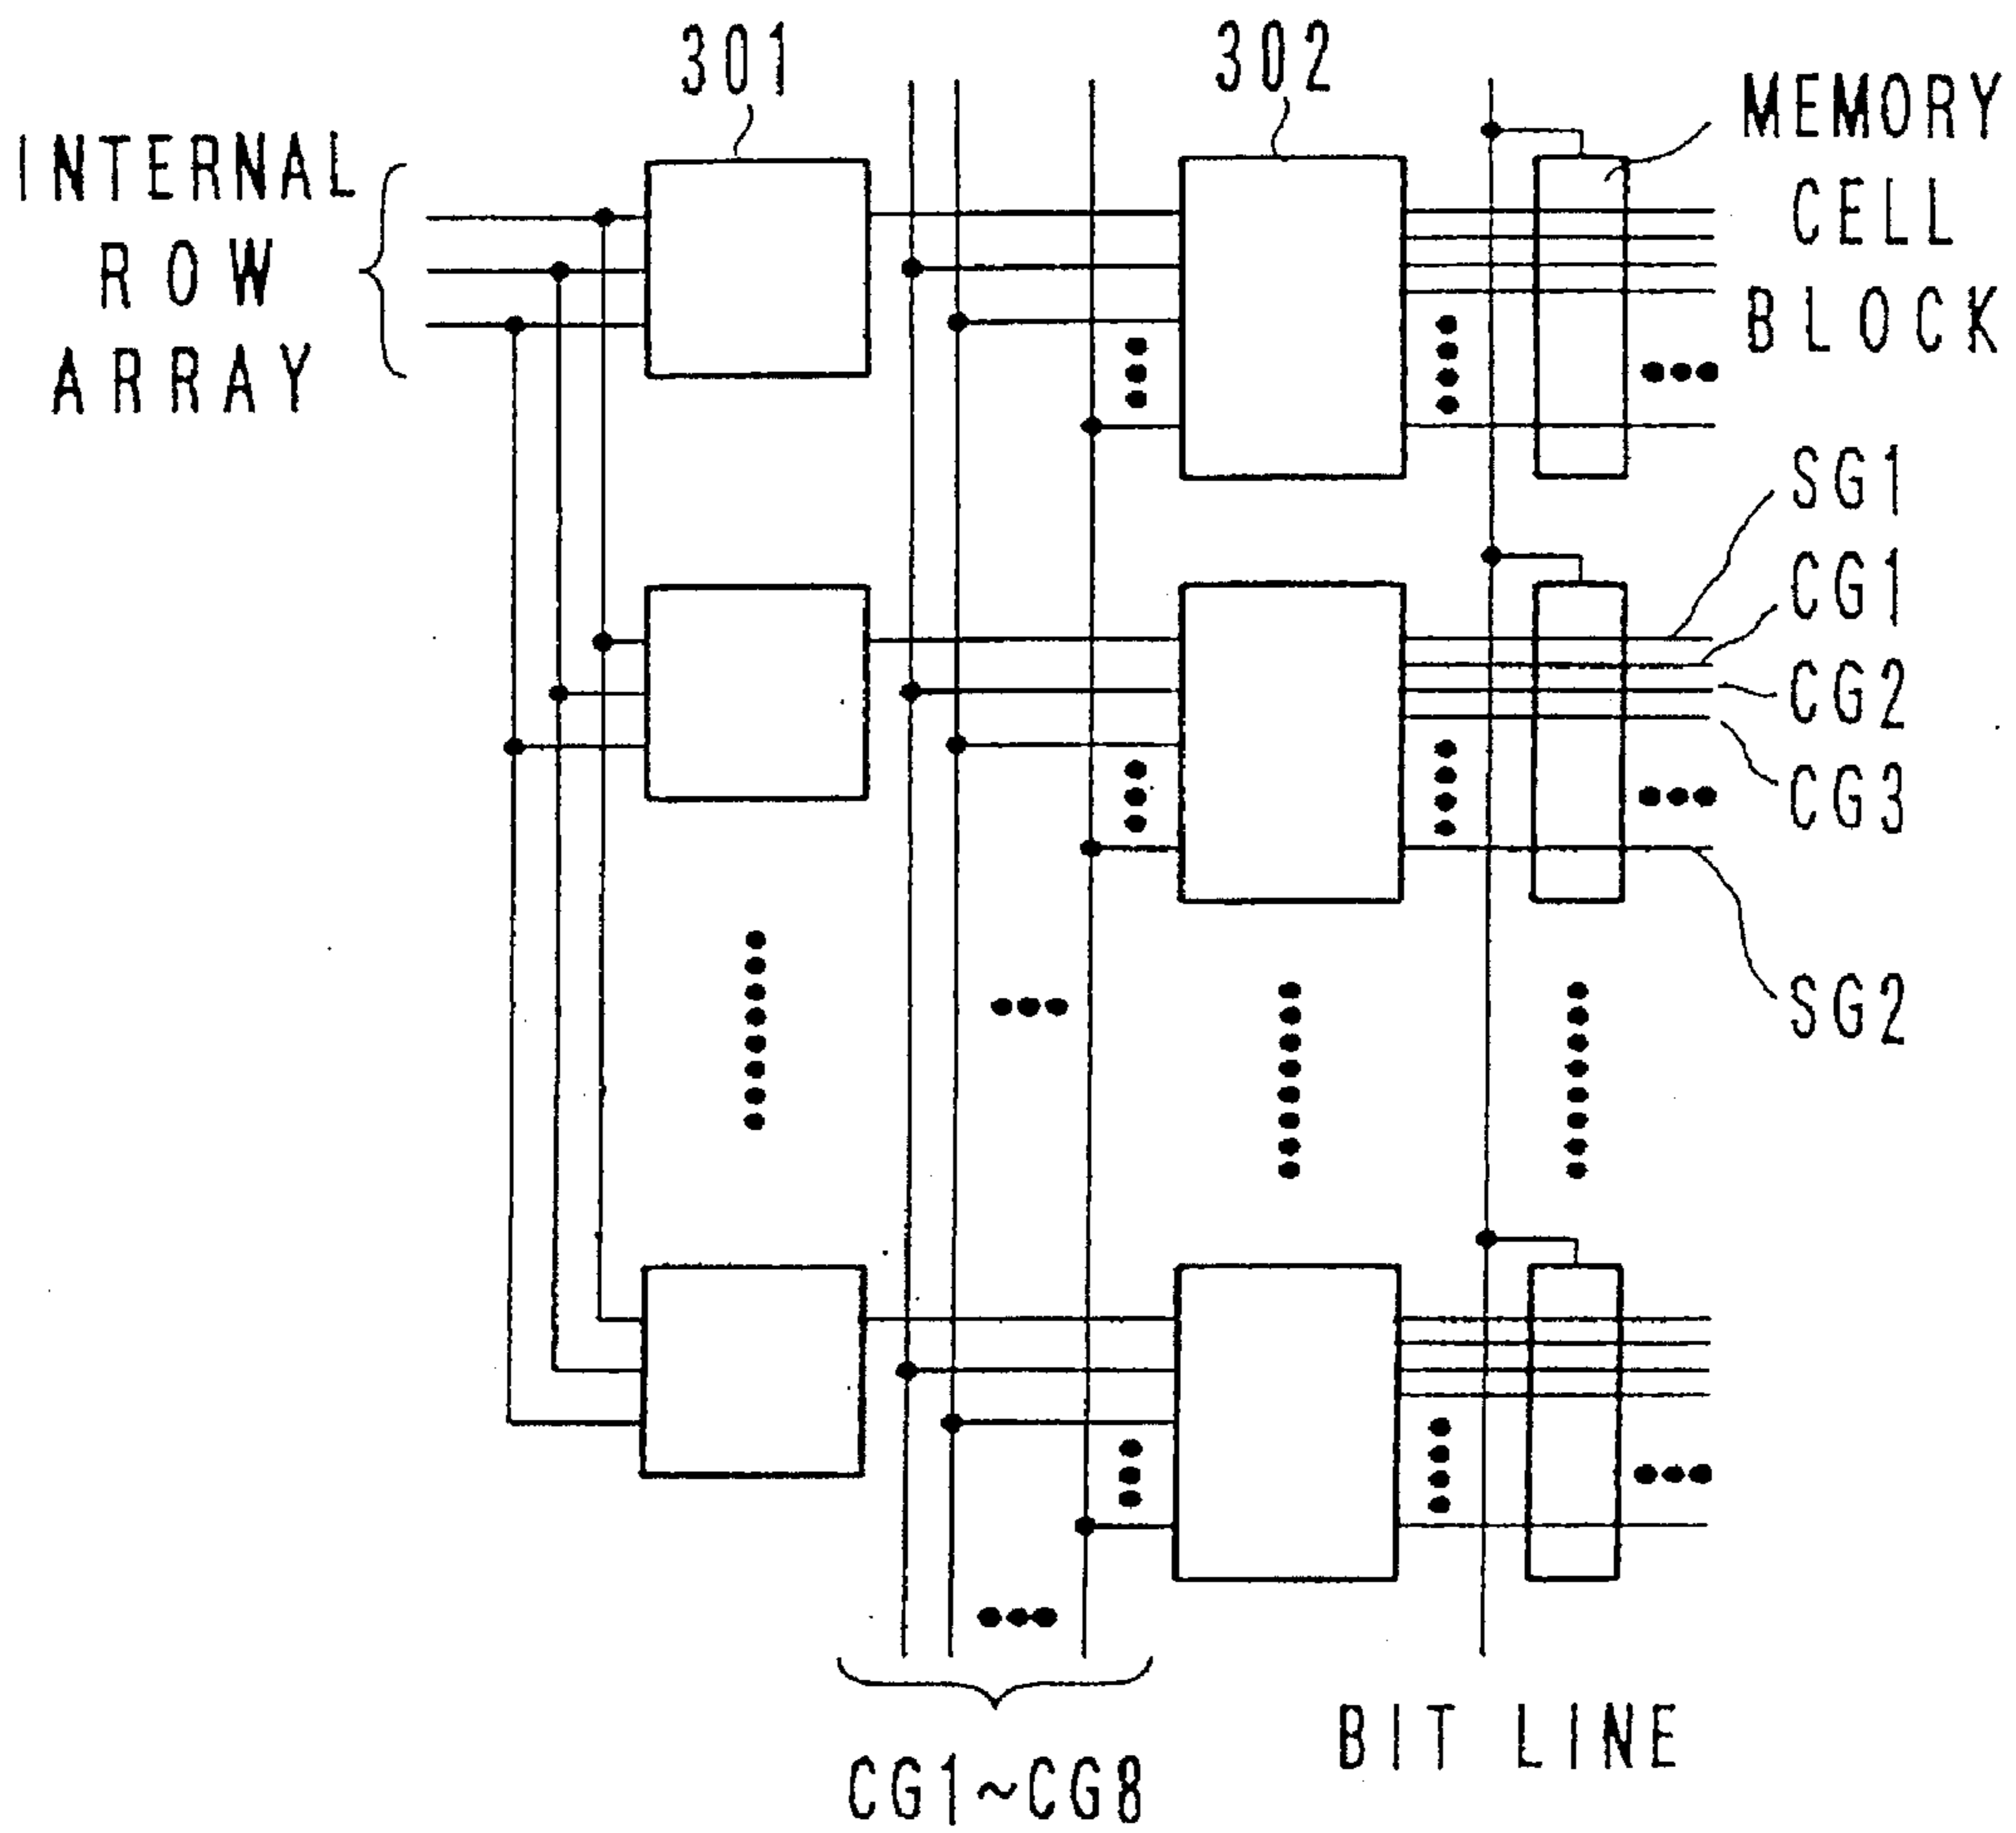 301
302
INTERNAL
ROW
ARRAY
MEMORY
CELL
BLOCK
SG1
CG1
CG2
CG3
SG2
CG1~CG8
BIT LINE